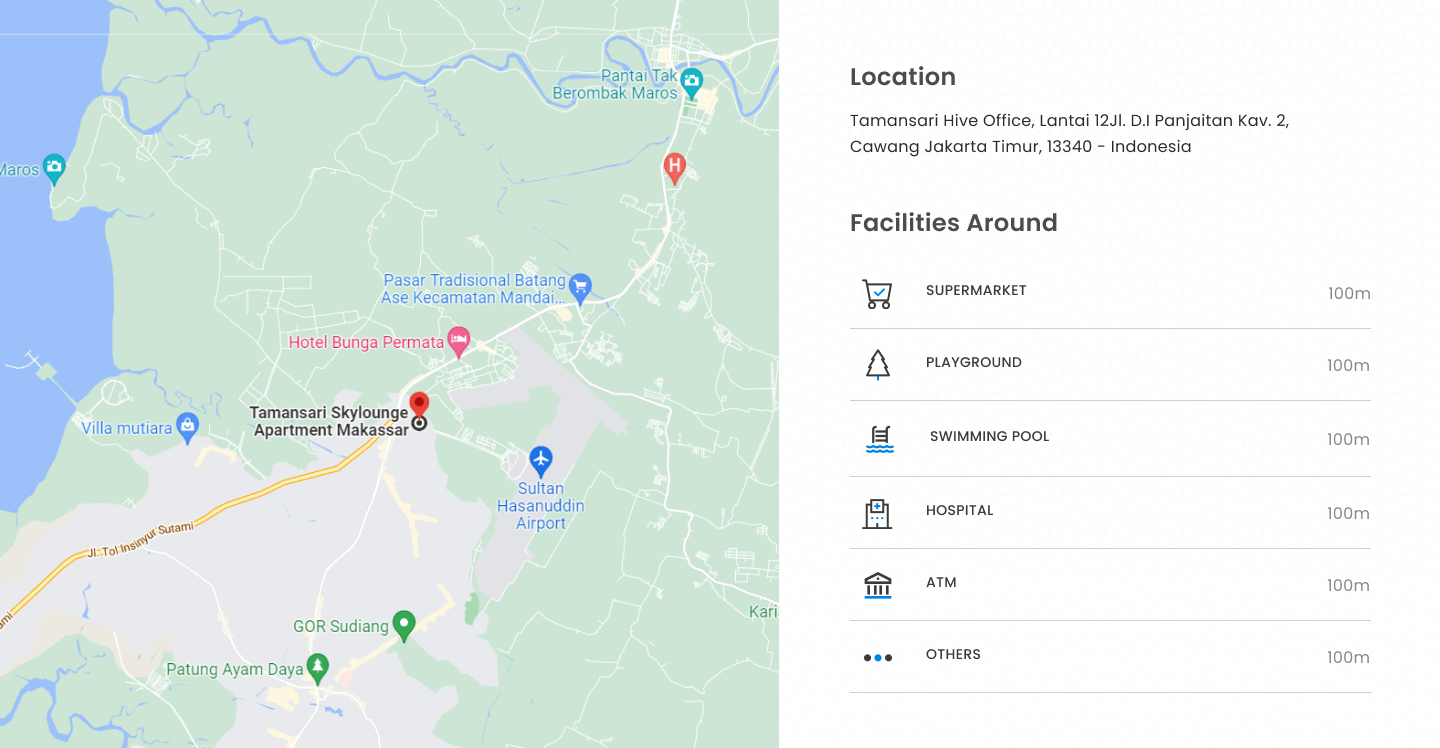 Pantai Tak
Berombak Maros
H
Maros
Pasar Tradisional Batang
Ase Kecamatan Mandai...
Hotel Bunga Permata
Tamansari Skylounge
Apartment Makassar
Villa mutiara
Sultan
Hasanuddin
Airport
Jl. Tol Insinyur Sutami
ami
GOR Sudiang
Kari
Patung Ayam Daya
Location
Tamansari Hive Office, Lantai 12Jl. D.I Panjaitan Kav. 2,
Cawang Jakarta Timur, 13340 - Indonesia
Facilities Around
SUPERMARKET 100m
PLAYGROUND 100m
SWIMMING POOL 100m
HOSPITAL 100m
ATM 100m
OTHERS 100m